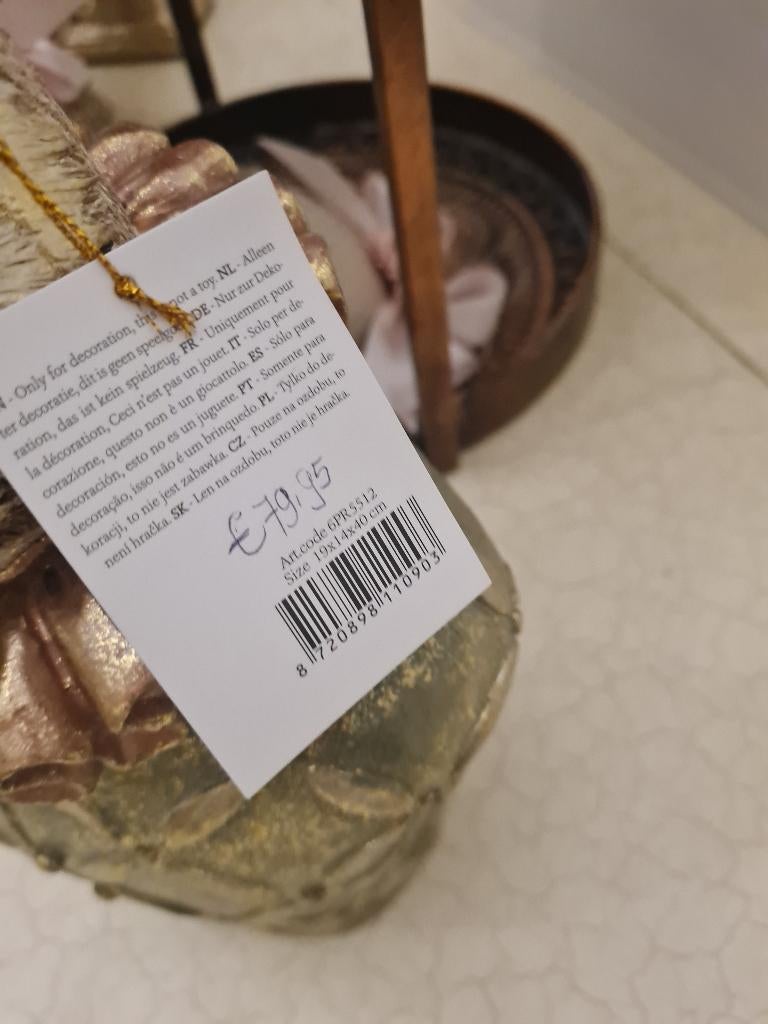 - Only for decoration, this not a toy. NL - Alleen
ter decoratie, dit is geen speelgo DE - Nur zur Deko-
ration, das ist kein spielzeug. FR - Uniquement pour
la décoration, Ceci n'est pas un jouet. IT - Solo per de-
corazione, questo non è un giocattolo. ES - Sólo para
decoración, esto no es un juguete. PT - Somente para
decoração, isso não é um brinquedo. PL - Tylko do de-
koracji, to nie jest zabawka. CZ - Pouze na ozdobu, to
není hračka. SK - Len na ozdobu, toto nie je hračka.
€79.95
Art.code 6PR5512
Size 19x14x40 cm
8 720898 110903